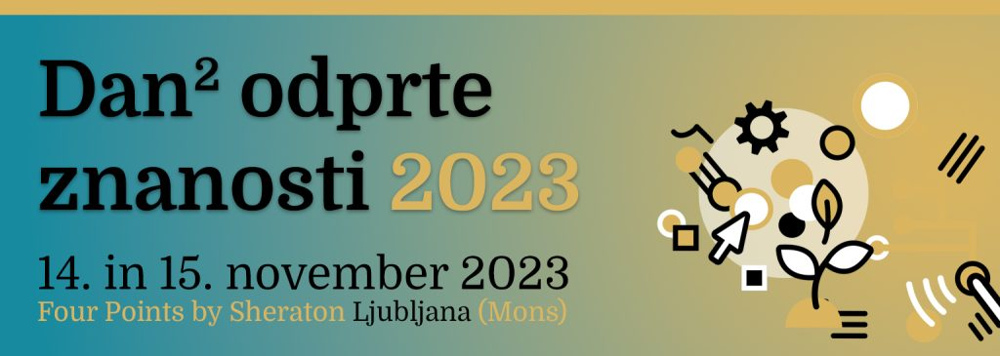 Dan² odprte
znanosti 2023
14. in 15. november 2023
Four Points by Sheraton Ljubljana (Mons)